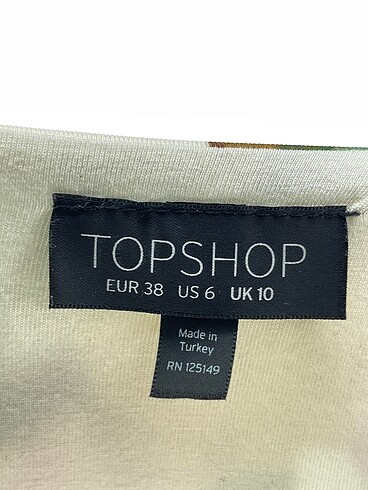 TOPSHOP
EUR 38 US 6 UK 10
Made in
Turkey
RN 125149